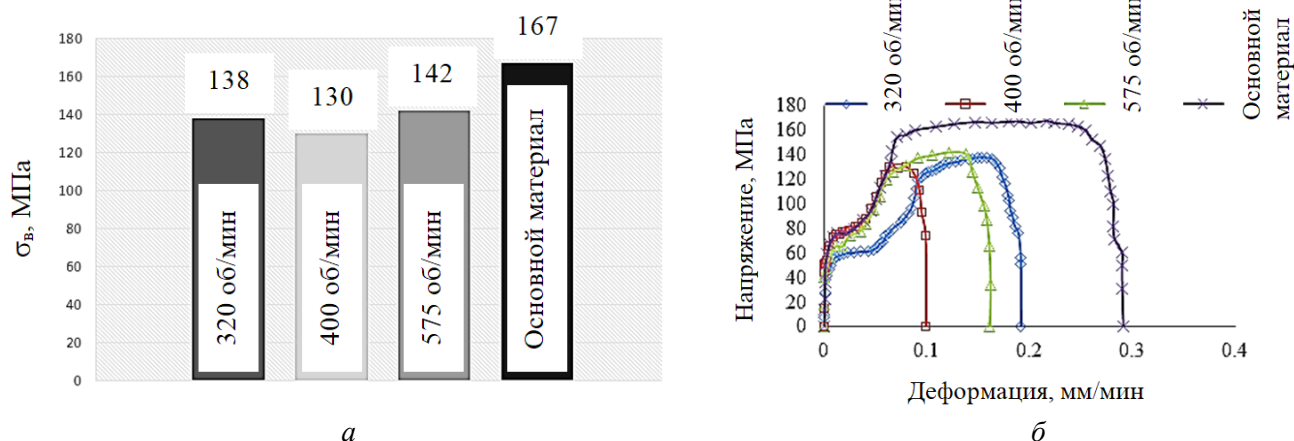 σв, МПа
180
160
140
120
100
80
60
40
20
0
138
130
142
167
320 об/мин
400 об/мин
575 об/мин
Основной материал
а
320 об/мин
400 об/мин
575 об/мин
Основной
материал
Напряжение, МПа
180
160
140
120
100
80
60
40
20
0
0 0.1 0.2 0.3 0.4
Деформация, мм/мин
б